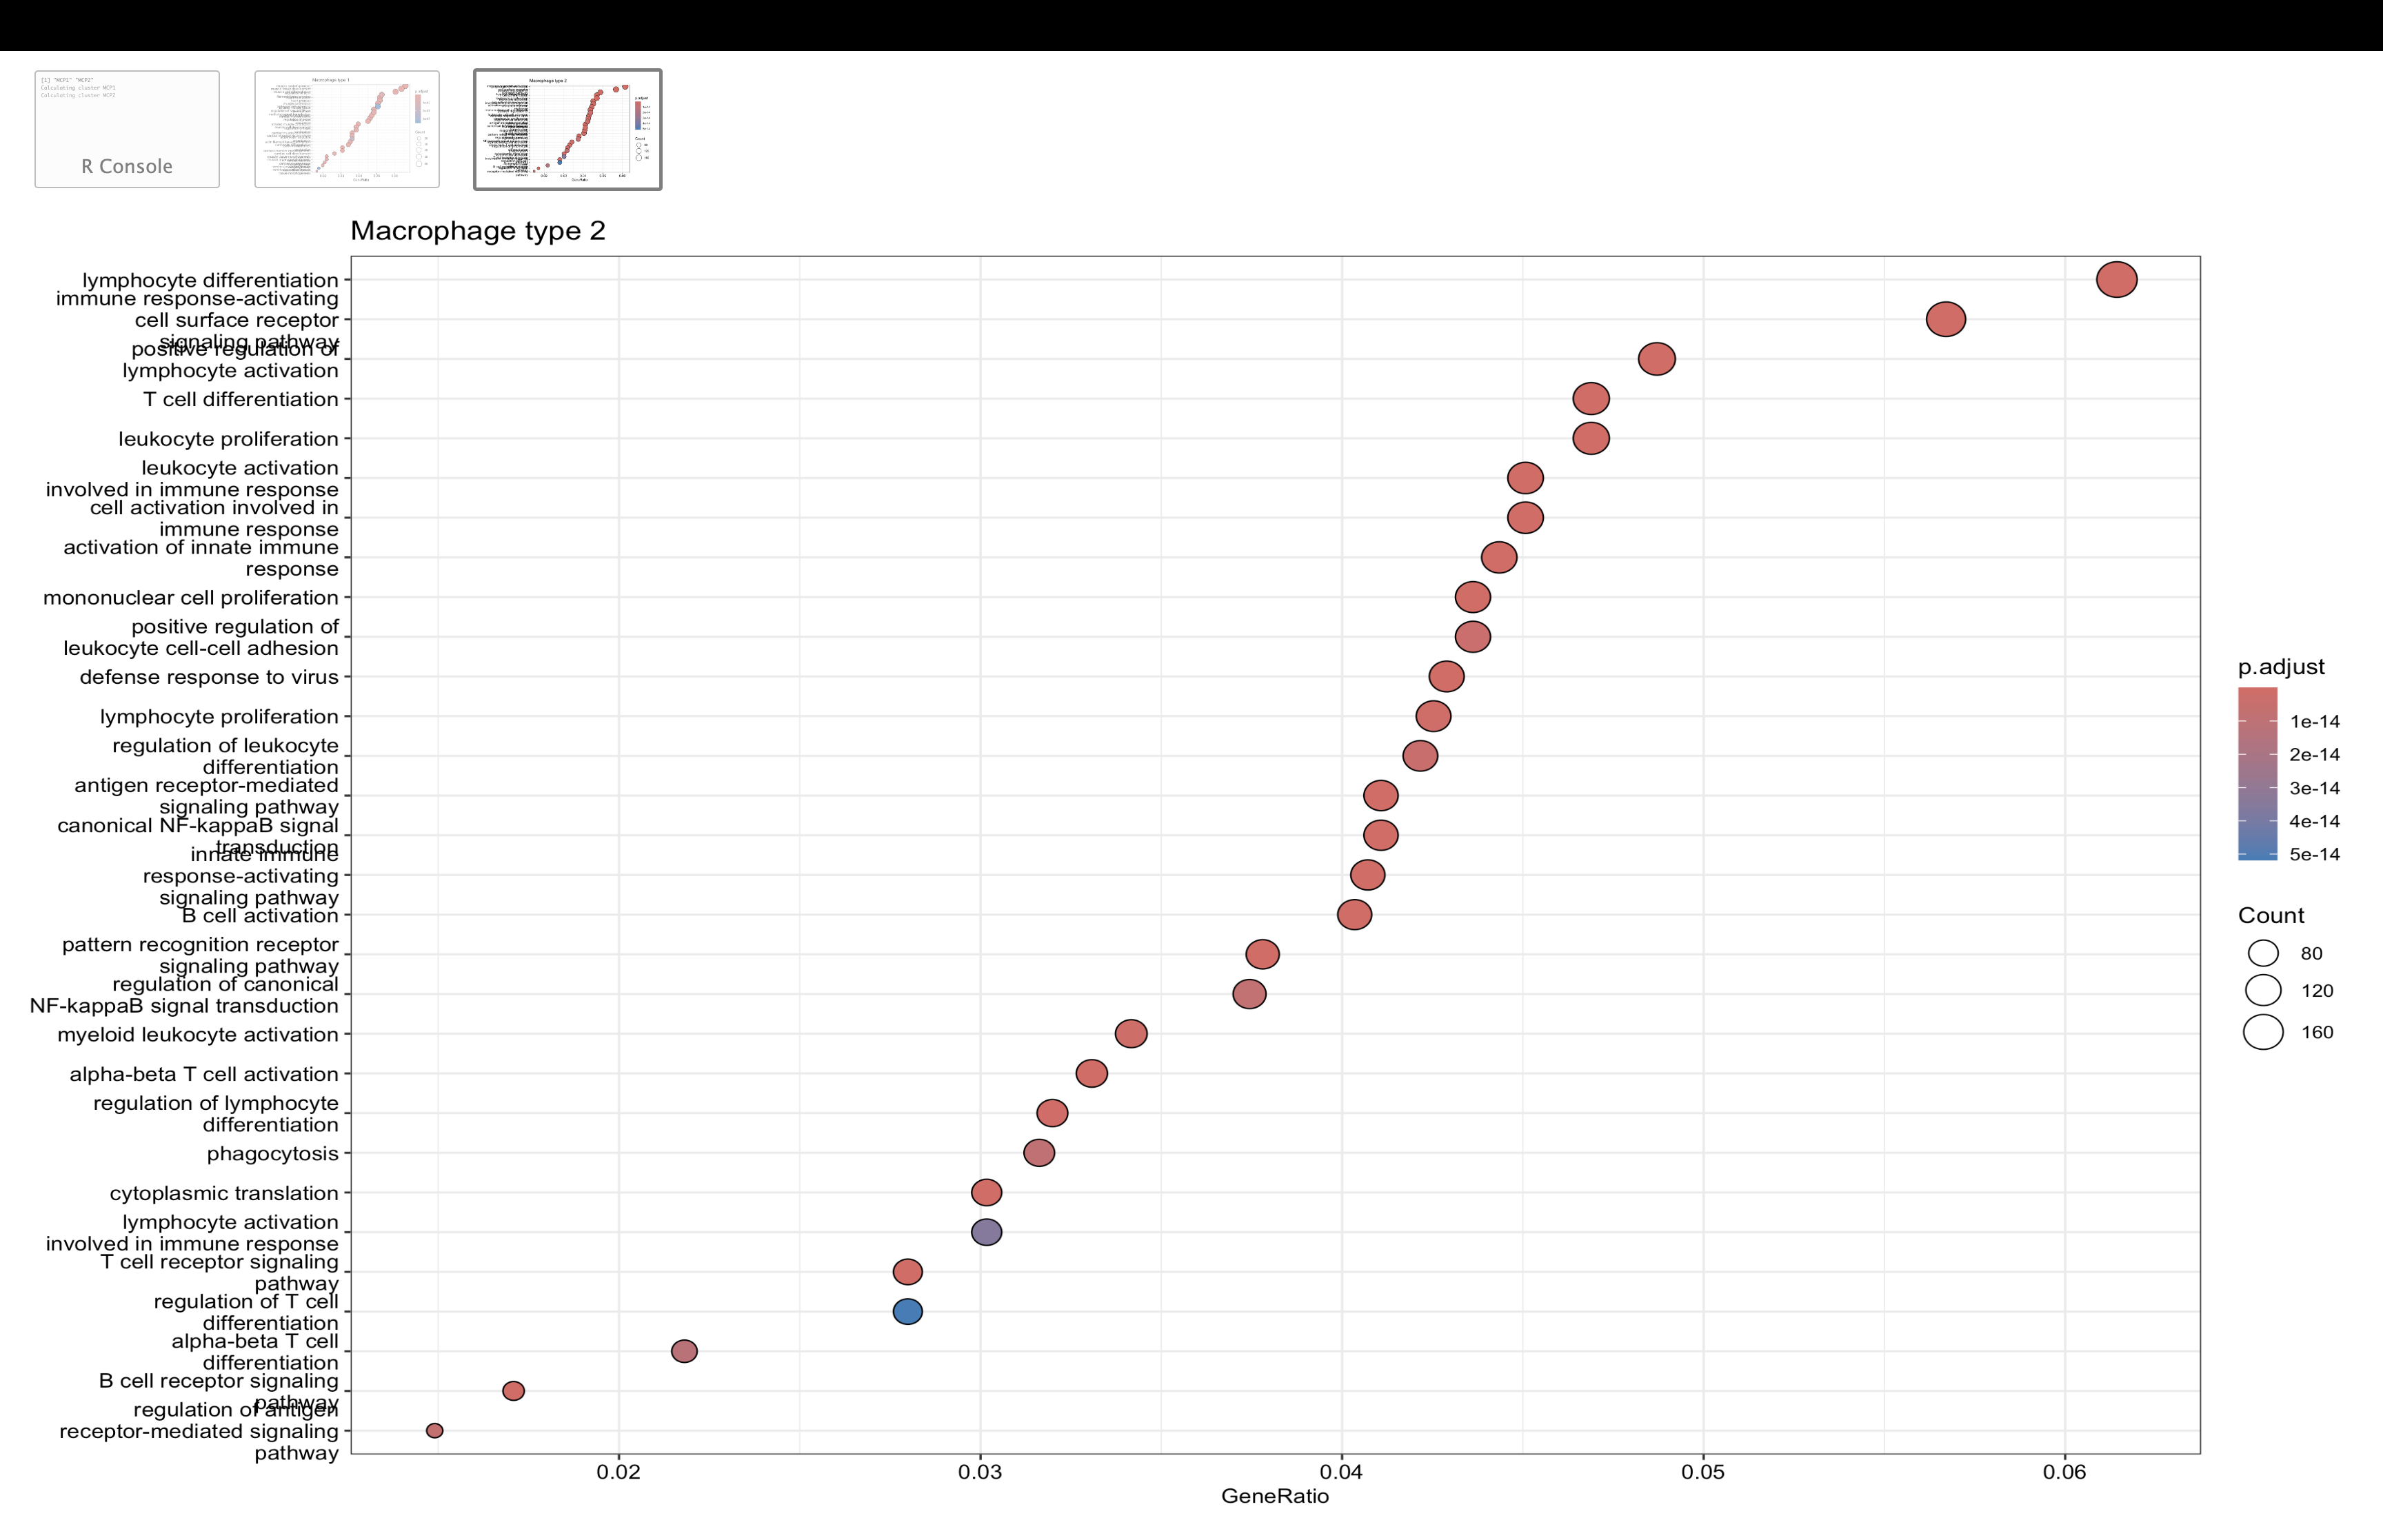 [1] "MCP1" "MCP2"
Calculating cluster MCP1
Calculating cluster MCP2
R Console
Macrophage type 1
Macrophage type 2
Macrophage type 2
lymphocyte differentiation
immune response-activating
cell surface receptor
signaling pathway
positive regulation of
lymphocyte activation
T cell differentiation
leukocyte proliferation
leukocyte activation
involved in immune response
cell activation involved in
immune response
activation of innate immune
response
mononuclear cell proliferation
positive regulation of
leukocyte cell-cell adhesion
defense response to virus
lymphocyte proliferation
regulation of leukocyte
differentiation
antigen receptor-mediated
signaling pathway
canonical NF-kappaB signal
transduction
innate immune
response-activating
signaling pathway
B cell activation
pattern recognition receptor
signaling pathway
regulation of canonical
NF-kappaB signal transduction
myeloid leukocyte activation
alpha-beta T cell activation
regulation of lymphocyte
differentiation
phagocytosis
cytoplasmic translation
lymphocyte activation
involved in immune response
T cell receptor signaling
pathway
regulation of T cell
differentiation
alpha-beta T cell
differentiation
B cell receptor signaling
pathway
regulation of antigen
receptor-mediated signaling
pathway
0.02 0.03 0.04 0.05 0.06
GeneRatio
p.adjust
1e-14
2e-14
3e-14
4e-14
5e-14
Count
80
120
160